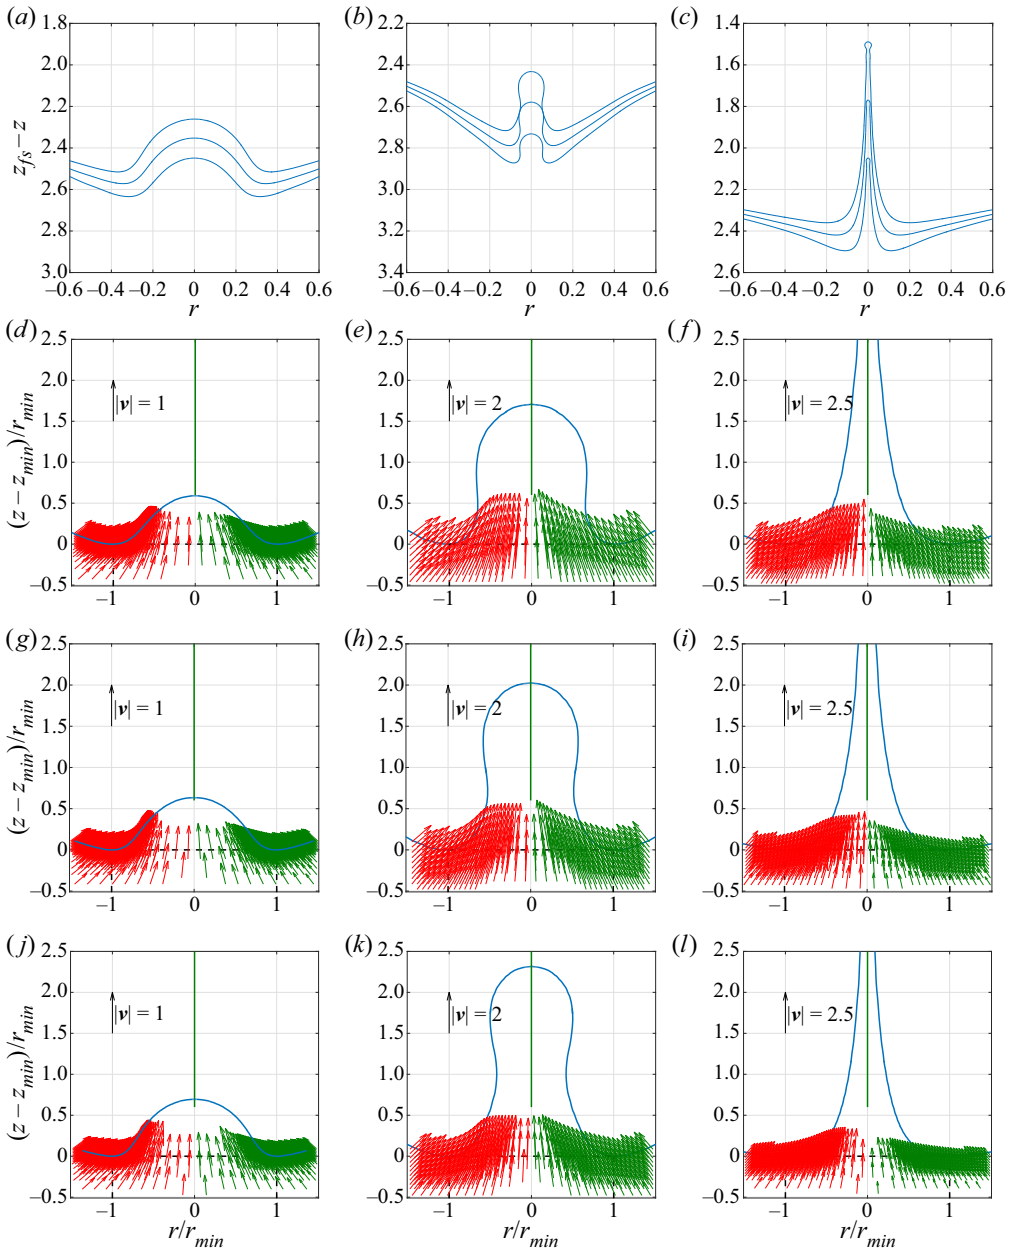 (a) (b) (c)
1.8 2.2 1.4
2.0 2.4 1.6
2.2 2.6 1.8
2.4 2.8 2.0
2.6 3.0 2.2
2.8 3.2 2.4
3.0 3.4 2.6
z_fs – z
–0.6 –0.4 –0.2 0 0.2 0.4 0.6
–0.6 –0.4 –0.2 0 0.2 0.4 0.6
–0.6 –0.4 –0.2 0 0.2 0.4 0.6
r r r
(d) (e) (f)
2.5 2.5 2.5
2.0 2.0 2.0
|v| = 1 |v| = 2 |v| = 2.5
1.5 1.5 1.5
1.0 1.0 1.0
0.5 0.5 0.5
0 0 0
–0.5 –0.5 –0.5
(z – z_min)/r_min
–1 0 1 –1 0 1 –1 0 1
(g) (h) (i)
2.5 2.5 2.5
2.0 2.0 2.0
|v| = 1 |v| = 2 |v| = 2.5
1.5 1.5 1.5
1.0 1.0 1.0
0.5 0.5 0.5
0 0 0
–0.5 –0.5 –0.5
(z – z_min)/r_min
–1 0 1 –1 0 1 –1 0 1
(j) (k) (l)
2.5 2.5 2.5
2.0 2.0 2.0
|v| = 1 |v| = 2 |v| = 2.5
1.5 1.5 1.5
1.0 1.0 1.0
0.5 0.5 0.5
0 0 0
–0.5 –0.5 –0.5
(z – z_min)/r_min
–1 0 1 –1 0 1 –1 0 1
r/r_min r/r_min r/r_min